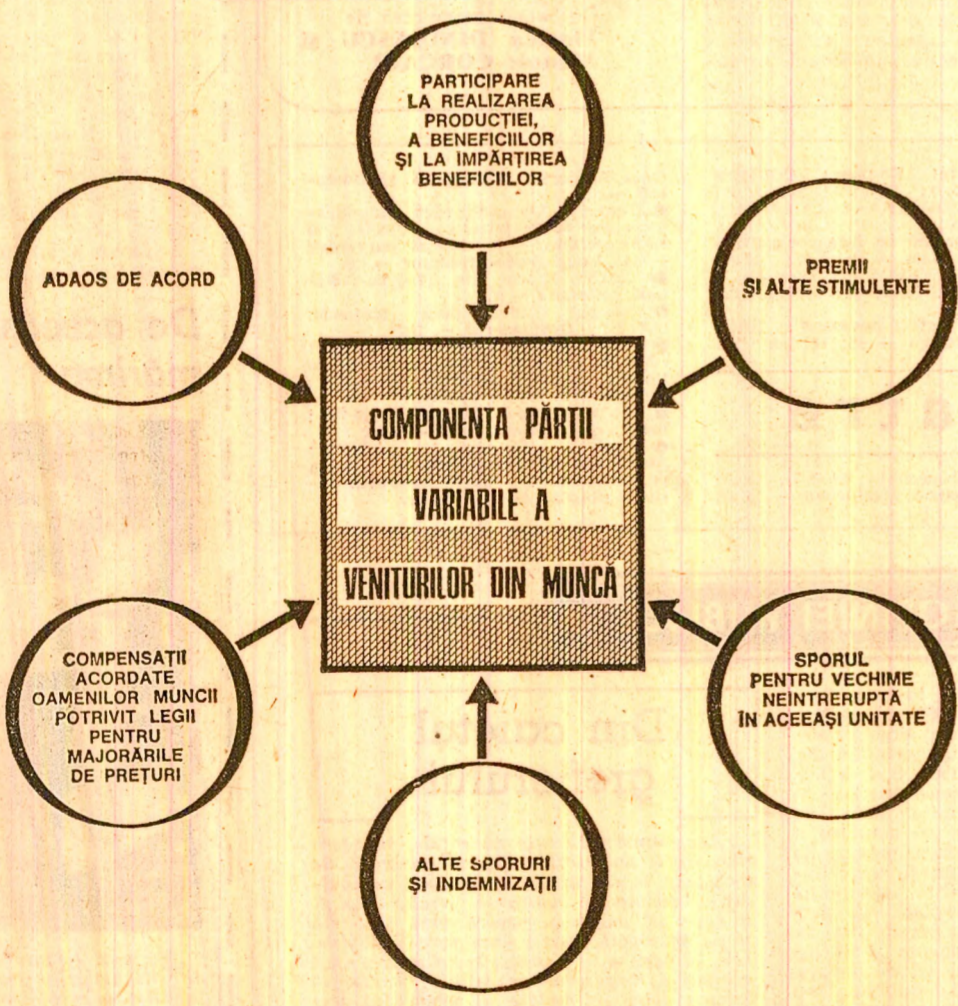 PARTICIPARE
LA REALIZAREA
PRODUCȚIEI,
A BENEFICIILOR
ȘI LA IMPĂRȚIREA
BENEFICIILOR
ADAOS DE ACORD
PREMII
ȘI ALTE STIMULENTE
COMPONENȚA PĂRȚII
VARIABILE A
VENITURILOR DIN MUNCĂ
COMPENSAȚII
ACORDATE
OAMENILOR MUNCII
POTRIVIT LEGII
PENTRU
MAJORĂRILE
DE PREȚURI
SPORUL
PENTRU VECHIME
NEÎNTRERUPTĂ
ÎN ACEEAȘI UNITATE
ALTE SPORURI
ȘI INDEMNIZAȚII